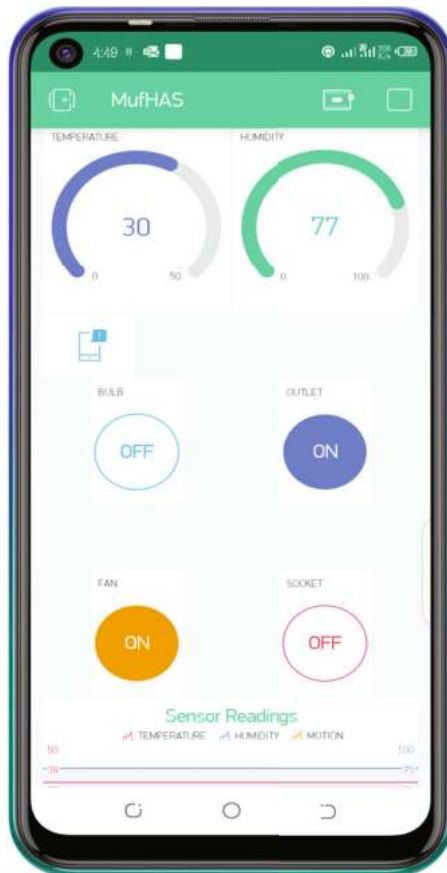 4:49
MufHAS
TEMPERATURE
HUMIDITY
30
77
0 50
0 100
BULB
OUTLET
OFF
ON
FAN
SOCKET
ON
OFF
Sensor Readings
TEMPERATURE HUMIDITY MOTION
50 100
75